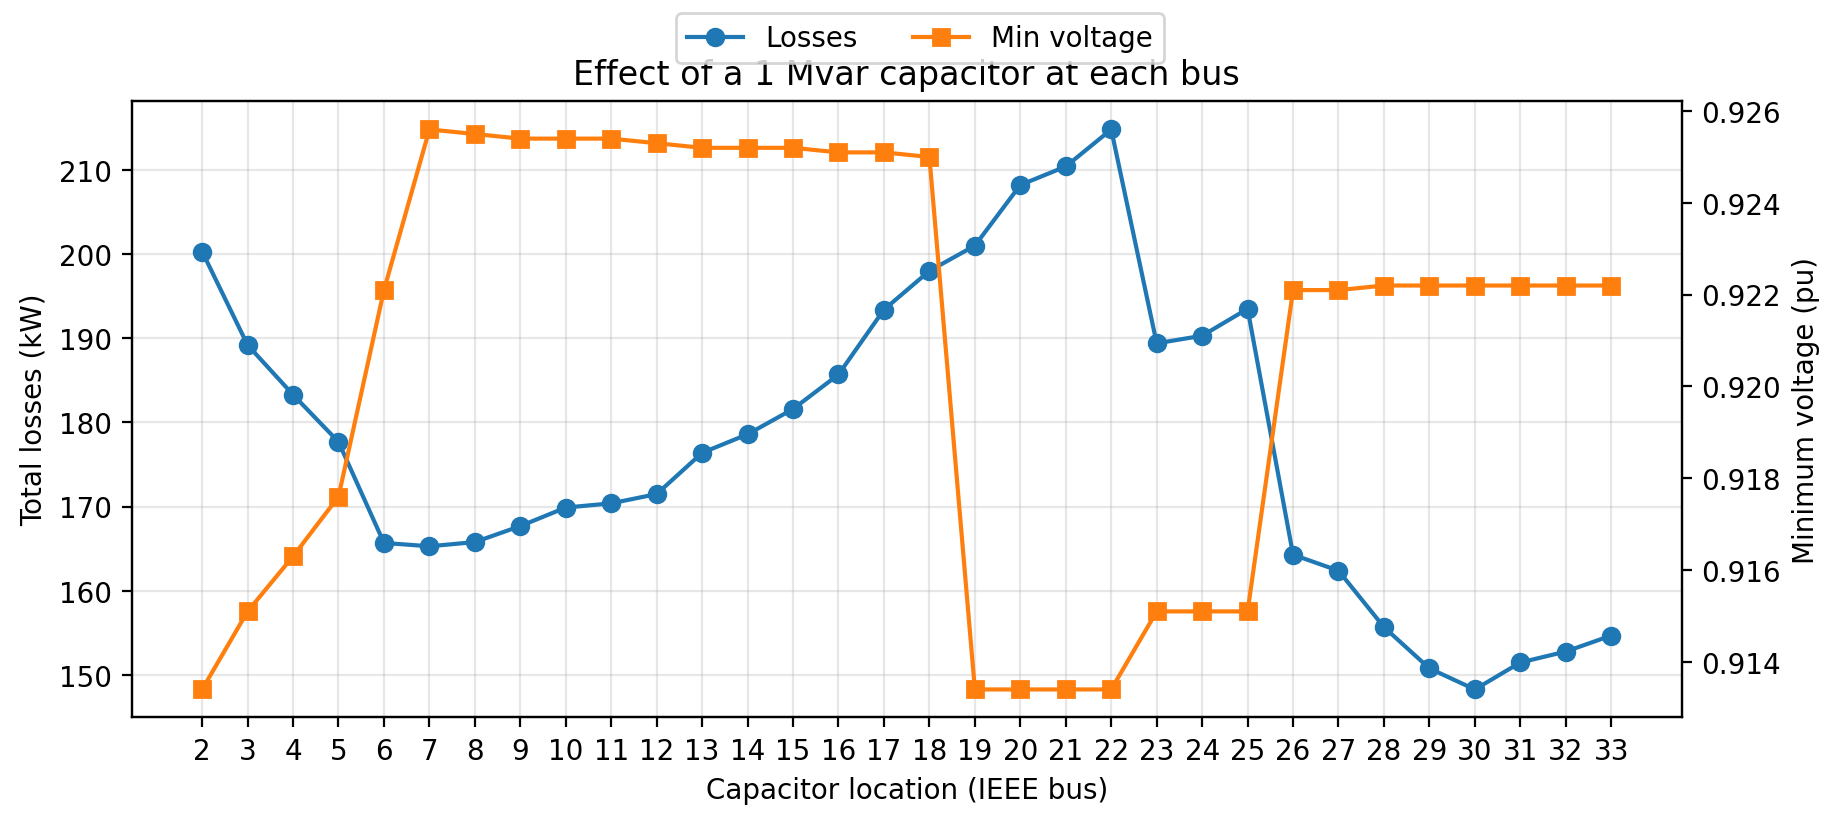 Losses Min voltage
Effect of a 1 Mvar capacitor at each bus
Total losses (kW)
210
200
190
180
170
160
150
0.926
0.924
0.922
0.920
0.918
0.916
0.914
Minimum voltage (pu)
2 3 4 5 6 7 8 9 10 11 12 13 14 15 16 17 18 19 20 21 22 23 24 25 26 27 28 29 30 31 32 33
Capacitor location (IEEE bus)